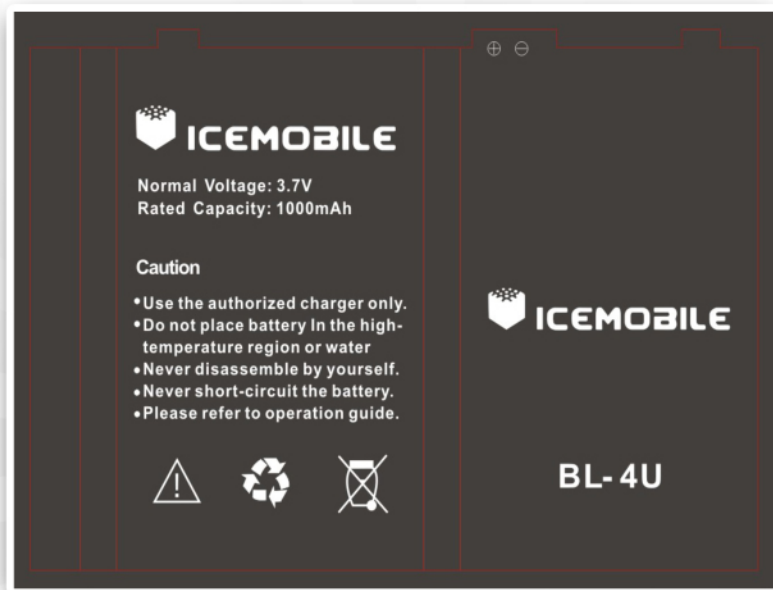 ICEMOBILE
Normal Voltage: 3.7V
Rated Capacity: 1000mAh
Caution
•Use the authorized charger only.
•Do not place battery In the high-
temperature region or water
•Never disassemble by yourself.
•Never short-circuit the battery.
•Please refer to operation guide.
ICEMOBILE
BL-4U